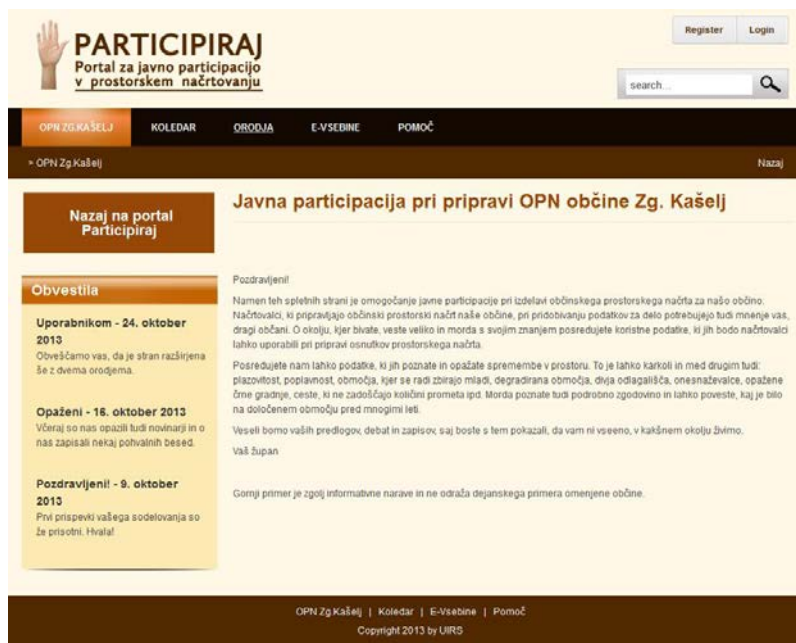 PARTICIPIRAJ
Portal za javno participacijo
v prostorskem načrtovanju
Register
Login
search...
OPN ZG.KAŠELJ
KOLEDAR
ORODJA
E-VSEBINE
POMOČ
» OPN Zg.Kašelj
Nazaj
Nazaj na portal
Participiraj
Obvestila
Uporabnikom - 24. oktober
2013
Obveščamo vas, da je stran razširjena
še z dvema orodjema.
Opaženi - 16. oktober 2013
Včeraj so nas opazili tudi novinarji in o
nas zapisali nekaj pohvalnih besed.
Pozdravljeni! - 9. oktober
2013
Prvi prispevki vašega sodelovanja so
že prisotni. Hvala!
Javna participacija pri pripravi OPN občine Zg. Kašelj
Pozdravljeni!
Namen teh spletnih strani je omogočanje javne participacije pri izdelavi občinskega prostorskega načrta za našo občino.
Načrtovalci, ki pripravljajo občinski prostorski načrt naše občine, pri pridobivanju podatkov za delo potrebujejo tudi mnenje vas,
dragi občani. O okolju, kjer bivate, veste veliko in morda s svojim znanjem posredujete koristne podatke, ki jih bodo načrtovalci
lahko uporabili pri pripravi osnutkov prostorskega načrta.
Posredujete nam lahko podatke, ki jih poznate in opažate spremembe v prostoru. To je lahko karkoli in med drugim tudi:
plazovitost, poplavnost, območja, kjer se radi zbirajo mladi, degradirana območja, divja odlagališča, onesnaževalce, opažene
črne gradnje, ceste, ki ne zadoščajo količini prometa ipd. Morda poznate tudi podrobno zgodovino in lahko poveste, kaj je bilo
na določenem območju pred mnogimi leti.
Veseli bomo vaših predlogov, debat in zapisov, saj boste s tem pokazali, da vam ni vseeno, v kakšnem okolju živimo.
Vaš župan
Gornji primer je zgolj informativne narave in ne odraža dejanskega primera omenjene občine.
OPN Zg.Kašelj | Koledar | E-Vsebine | Pomoč
Copyright 2013 by UIRS